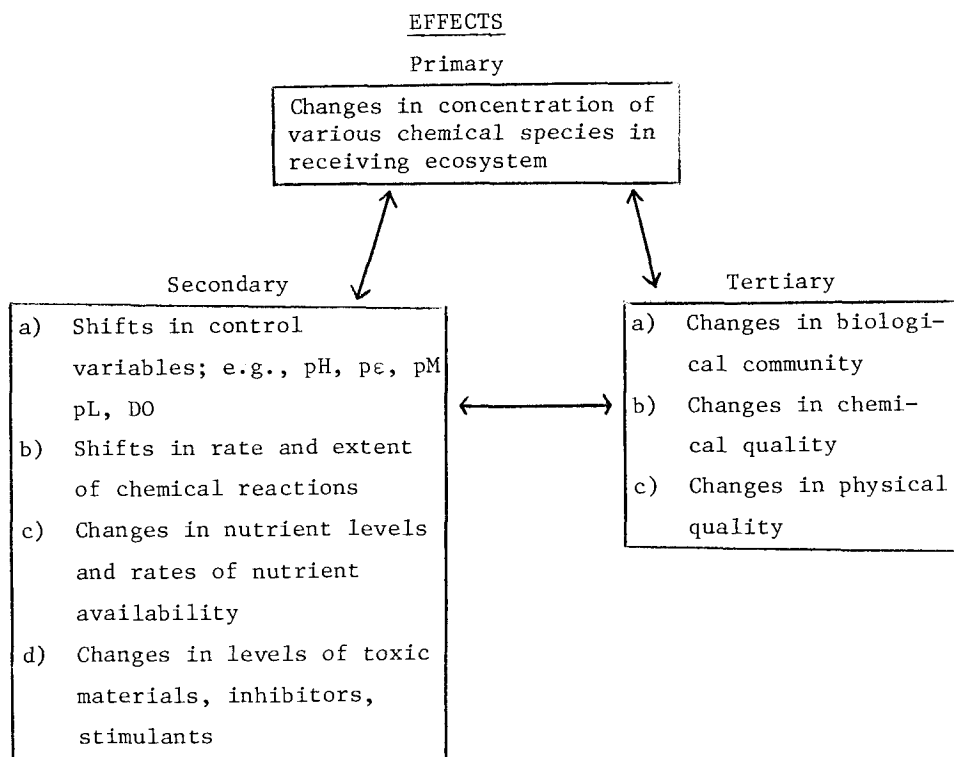 EFFECTS
Primary
Changes in concentration of
various chemical species in
receiving ecosystem
Secondary
a) Shifts in control
variables; e.g., pH, pε, pM
pL, DO
b) Shifts in rate and extent
of chemical reactions
c) Changes in nutrient levels
and rates of nutrient
availability
d) Changes in levels of toxic
materials, inhibitors,
stimulants
Tertiary
a) Changes in biologi-
cal community
b) Changes in chemi-
cal quality
c) Changes in physical
quality